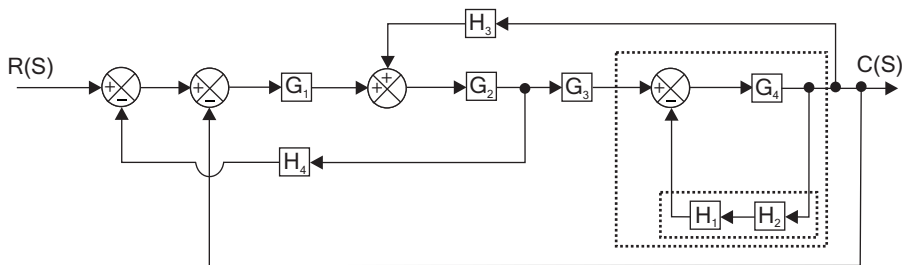 H₃
R(S) + − + − G₁ + + G₂ G₃ + − G₄ C(S)
H₄
H₁ H₂